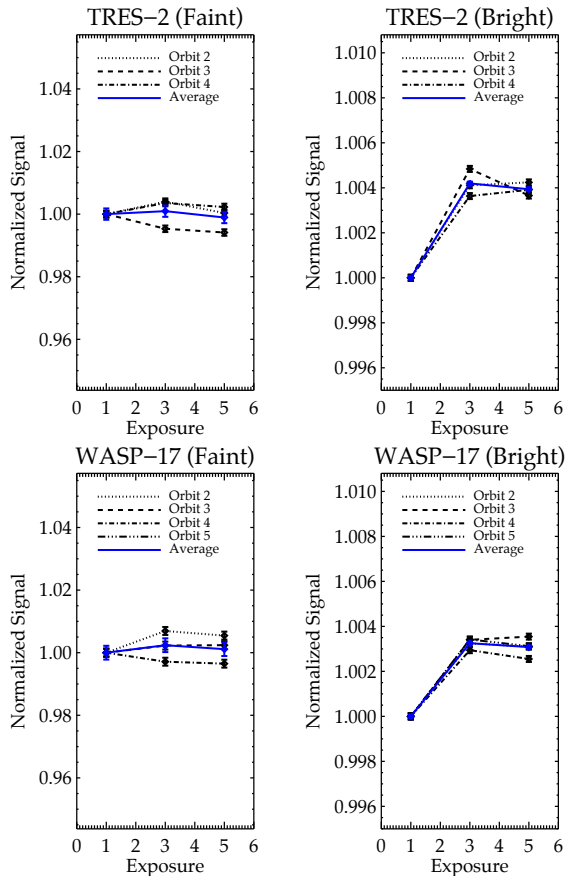 TRES−2 (Faint)
Orbit 2
Orbit 3
Orbit 4
Average
1.04
1.02
1.00
0.98
0.96
Normalized Signal
0 1 2 3 4 5 6
Exposure
TRES−2 (Bright)
Orbit 2
Orbit 3
Orbit 4
Average
1.010
1.008
1.006
1.004
1.002
1.000
0.998
0.996
Normalized Signal
0 1 2 3 4 5 6
Exposure
WASP−17 (Faint)
Orbit 2
Orbit 3
Orbit 4
Orbit 5
Average
1.04
1.02
1.00
0.98
0.96
Normalized Signal
0 1 2 3 4 5 6
Exposure
WASP−17 (Bright)
Orbit 2
Orbit 3
Orbit 4
Orbit 5
Average
1.010
1.008
1.006
1.004
1.002
1.000
0.998
0.996
Normalized Signal
0 1 2 3 4 5 6
Exposure